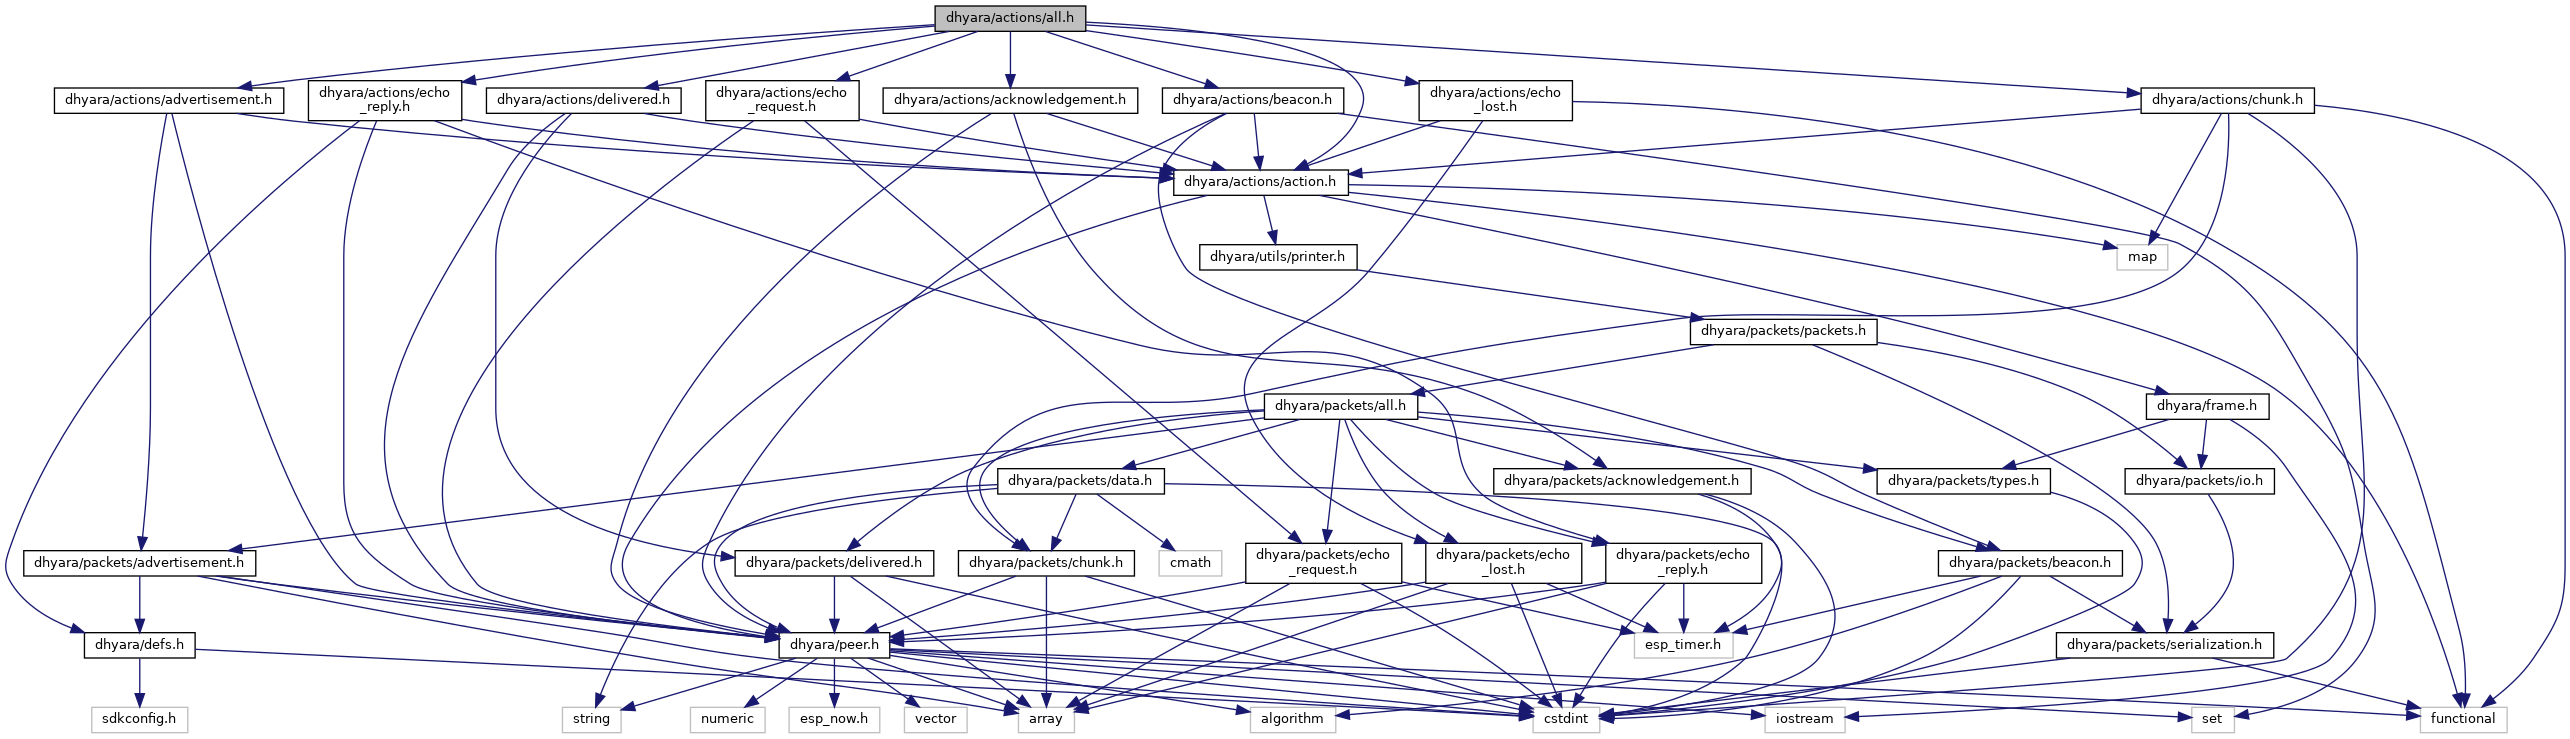 dhyara/actions/all.h
dhyara/actions/advertisement.h
dhyara/actions/echo
_reply.h
dhyara/actions/delivered.h
dhyara/actions/echo
_request.h
dhyara/actions/acknowledgement.h
dhyara/actions/beacon.h
dhyara/actions/echo
_lost.h
dhyara/actions/chunk.h
dhyara/actions/action.h
dhyara/utils/printer.h
map
dhyara/packets/packets.h
dhyara/packets/all.h
dhyara/frame.h
dhyara/packets/data.h
dhyara/packets/acknowledgement.h
dhyara/packets/types.h
dhyara/packets/io.h
dhyara/packets/advertisement.h
dhyara/packets/delivered.h
dhyara/packets/chunk.h
cmath
dhyara/packets/echo
_request.h
dhyara/packets/echo
_lost.h
dhyara/packets/echo
_reply.h
dhyara/packets/beacon.h
dhyara/defs.h
dhyara/peer.h
esp_timer.h
dhyara/packets/serialization.h
sdkconfig.h
string
numeric
esp_now.h
vector
array
algorithm
cstdint
iostream
set
functional